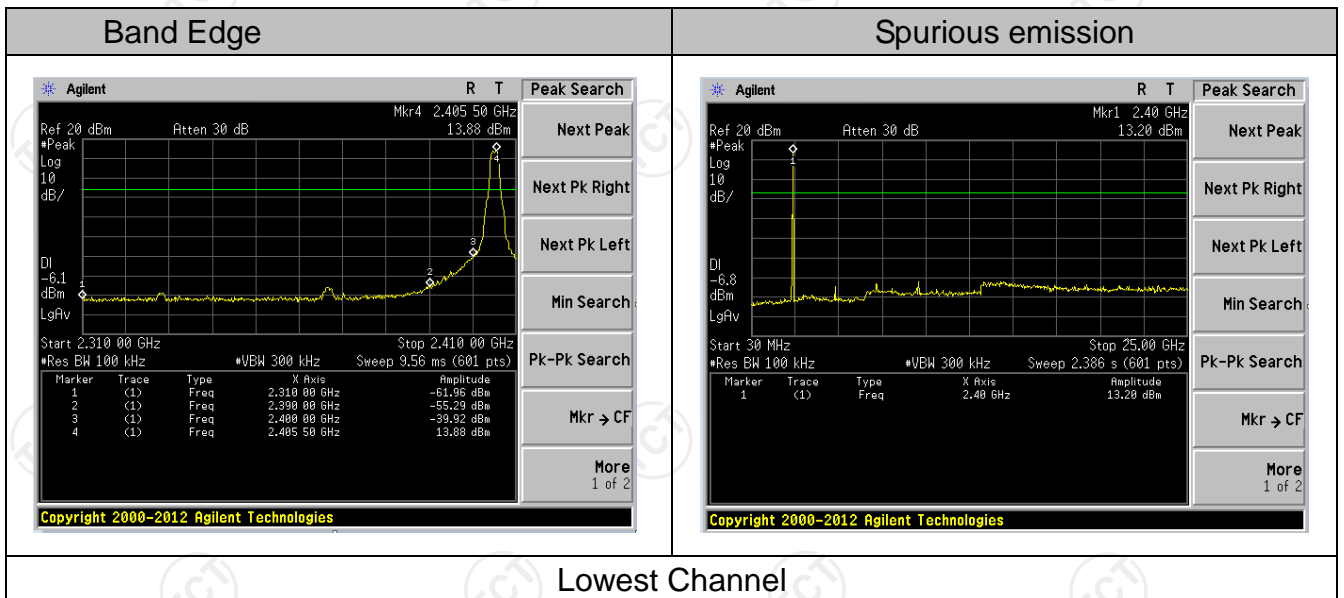 Band Edge
Spurious emission
Agilent R T
Peak Search
Mkr4 2.405 50 GHz
Ref 20 dBm Atten 30 dB 13.88 dBm
#Peak
Log
10
dB/
DI
-6.1
dBm
LgAv
1
2
3
4
Start 2.310 00 GHz Stop 2.410 00 GHz
#Res BW 100 kHz #VBW 300 kHz Sweep 9.56 ms (601 pts)
Marker Trace Type X Axis Amplitude
1 (1) Freq 2.310 00 GHz -61.96 dBm
2 (1) Freq 2.390 00 GHz -55.29 dBm
3 (1) Freq 2.400 00 GHz -39.92 dBm
4 (1) Freq 2.405 50 GHz 13.88 dBm
Next Peak
Next Pk Right
Next Pk Left
Min Search
Pk-Pk Search
Mkr → CF
More
1 of 2
Copyright 2000-2012 Agilent Technologies
Agilent R T
Peak Search
Mkr1 2.40 GHz
Ref 20 dBm Atten 30 dB 13.20 dBm
#Peak
Log
10
dB/
DI
-6.8
dBm
LgAv
1
Start 30 MHz Stop 25.00 GHz
#Res BW 100 kHz #VBW 300 kHz Sweep 2.386 s (601 pts)
Marker Trace Type X Axis Amplitude
1 (1) Freq 2.40 GHz 13.20 dBm
Next Peak
Next Pk Right
Next Pk Left
Min Search
Pk-Pk Search
Mkr → CF
More
1 of 2
Copyright 2000-2012 Agilent Technologies
Lowest Channel